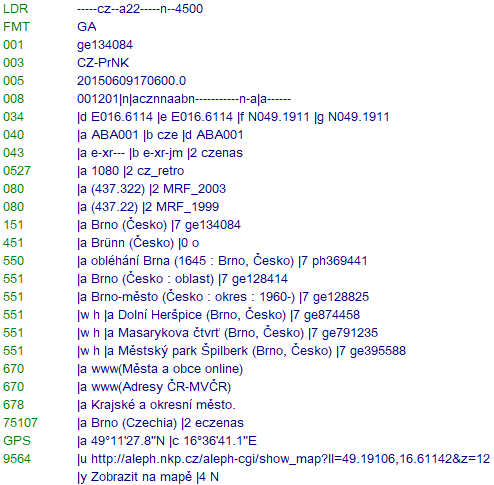 LDR -----cz--a22-----n--4500
FMT GA
001 ge134084
003 CZ-PrNK
005 20150609170600.0
008 001201|n|acznnaabn-----------n-a|a------
034 |d E016.6114 |e E016.6114 |f N049.1911 |g N049.1911
040 |a ABA001 |b cze |d ABA001
043 |a e-xr--- |b e-xr-jm |2 czenas
0527 |a 1080 |2 cz_retro
080 |a (437.322) |2 MRF_2003
080 |a (437.22) |2 MRF_1999
151 |a Brno (Česko) |7 ge134084
451 |a Brünn (Česko) |0 o
550 |a obléhání Brna (1645 : Brno, Česko) |7 ph369441
551 |a Brno (Česko : oblast) |7 ge128414
551 |a Brno-město (Česko : okres : 1960-) |7 ge128825
551 |w h |a Dolní Heršpice (Brno, Česko) |7 ge874458
551 |w h |a Masarykova čtvrť (Brno, Česko) |7 ge791235
551 |w h |a Městský park Špilberk (Brno, Česko) |7 ge395588
670 |a www(Města a obce online)
670 |a www(Adresy ČR-MVČR)
678 |a Krajské a okresní město.
75107 |a Brno (Czechia) |2 eczenas
GPS |a 49°11'27.8"N |c 16°36'41.1"E
9564 |u http://aleph.nkp.cz/aleph-cgi/show_map?ll=49.19106,16.61142&z=12
|y Zobrazit na mapě |4 N